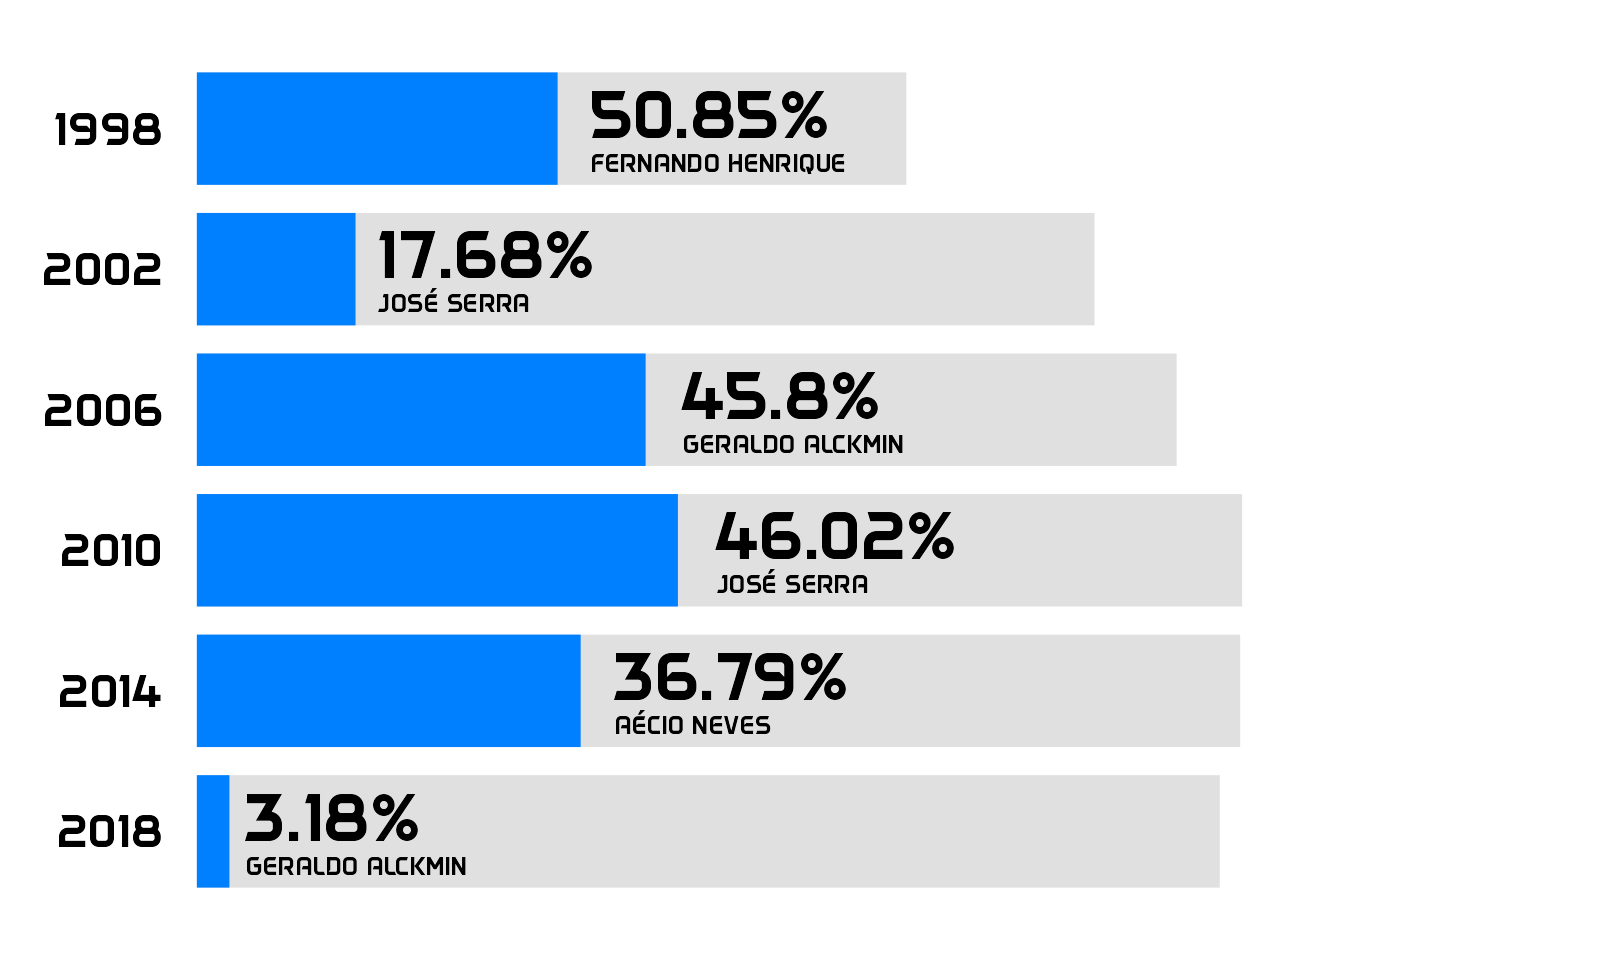 1998
50.85%
FERNANDO HENRIQUE
2002
17.68%
JOSÉ SERRA
2006
45.8%
GERALDO ALCKMIN
2010
46.02%
JOSÉ SERRA
2014
36.79%
AÉCIO NEVES
2018
3.18%
GERALDO ALCKMIN